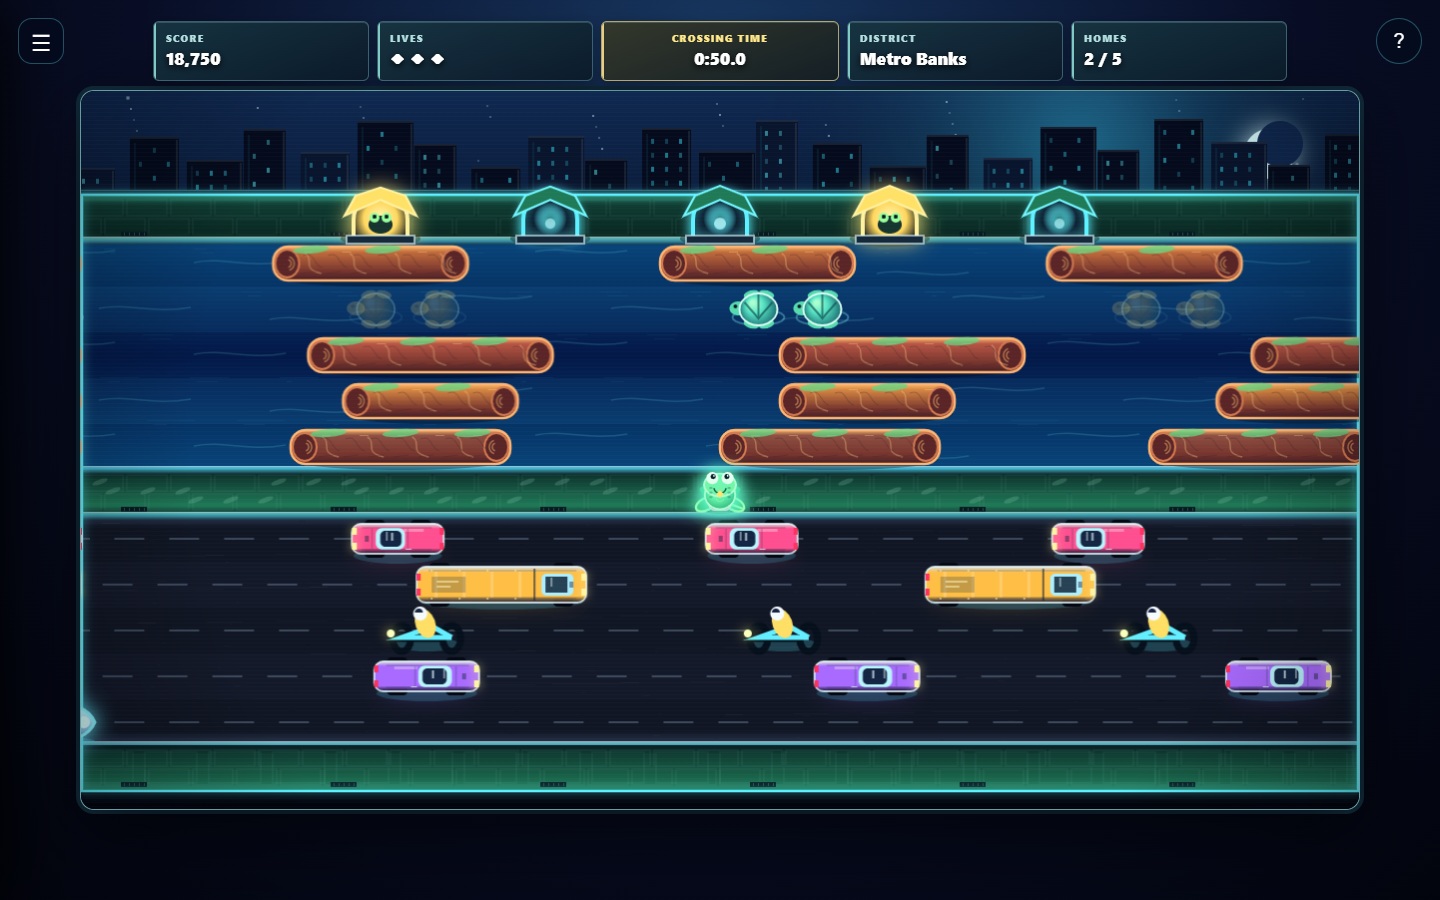 ☰
SCORE
18,750
LIVES
◆ ◆ ◆
CROSSING TIME
0:50.0
DISTRICT
Metro Banks
HOMES
2 / 5
?